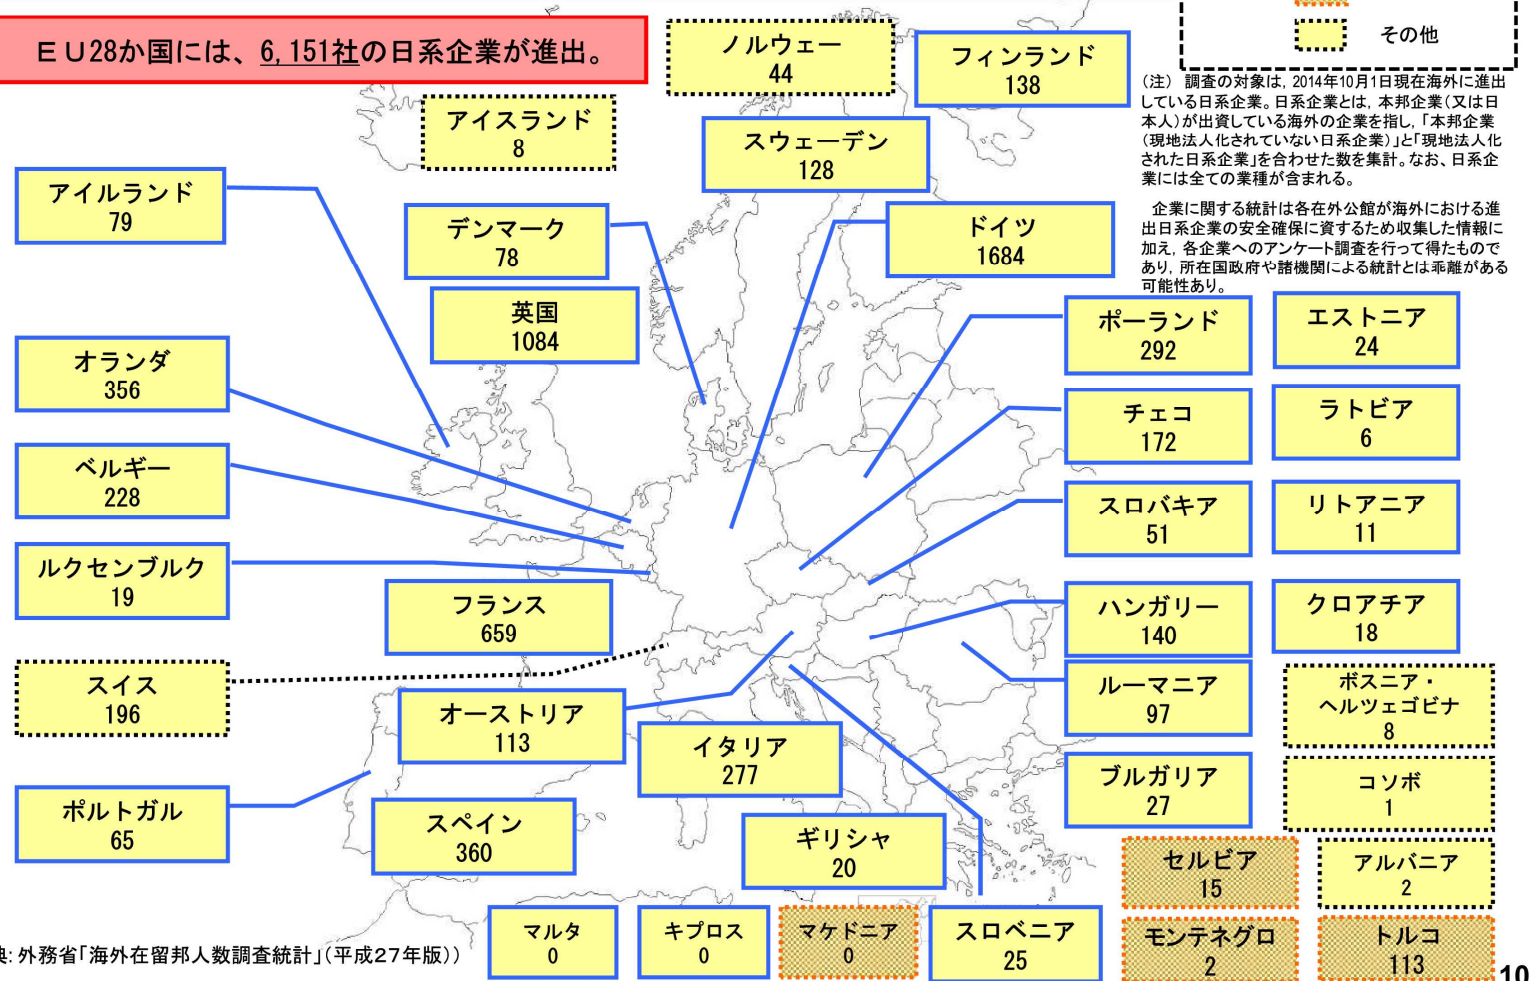 ＥＵ28か国には、6,151社の日系企業が進出。
その他
(注)　調査の対象は, 2014年10月1日現在海外に進出
している日系企業。日系企業とは, 本邦企業(又は日
本人)が出資している海外の企業を指し,「本邦企業
(現地法人化されていない日系企業)」と「現地法人化
された日系企業」を合わせた数を集計。なお、日系企
業には全ての業種が含まれる。
企業に関する統計は各在外公館が海外における進
出日系企業の安全確保に資するため収集した情報に
加え, 各企業へのアンケート調査を行って得たもので
あり, 所在国政府や諸機関による統計とは乖離がある
可能性あり。
ノルウェー
44
フィンランド
138
アイスランド
8
スウェーデン
128
アイルランド
79
デンマーク
78
ドイツ
1684
英国
1084
ポーランド
292
エストニア
24
オランダ
356
チェコ
172
ラトビア
6
ベルギー
228
スロバキア
51
リトアニア
11
ルクセンブルク
19
フランス
659
ハンガリー
140
クロアチア
18
スイス
196
オーストリア
113
ルーマニア
97
ボスニア・
ヘルツェゴビナ
8
イタリア
277
ブルガリア
27
コソボ
1
ポルトガル
65
スペイン
360
ギリシャ
20
セルビア
15
アルバニア
2
マルタ
0
キプロス
0
マケドニア
0
スロベニア
25
モンテネグロ
2
トルコ
113
典: 外務省「海外在留邦人数調査統計」(平成27年版))
10